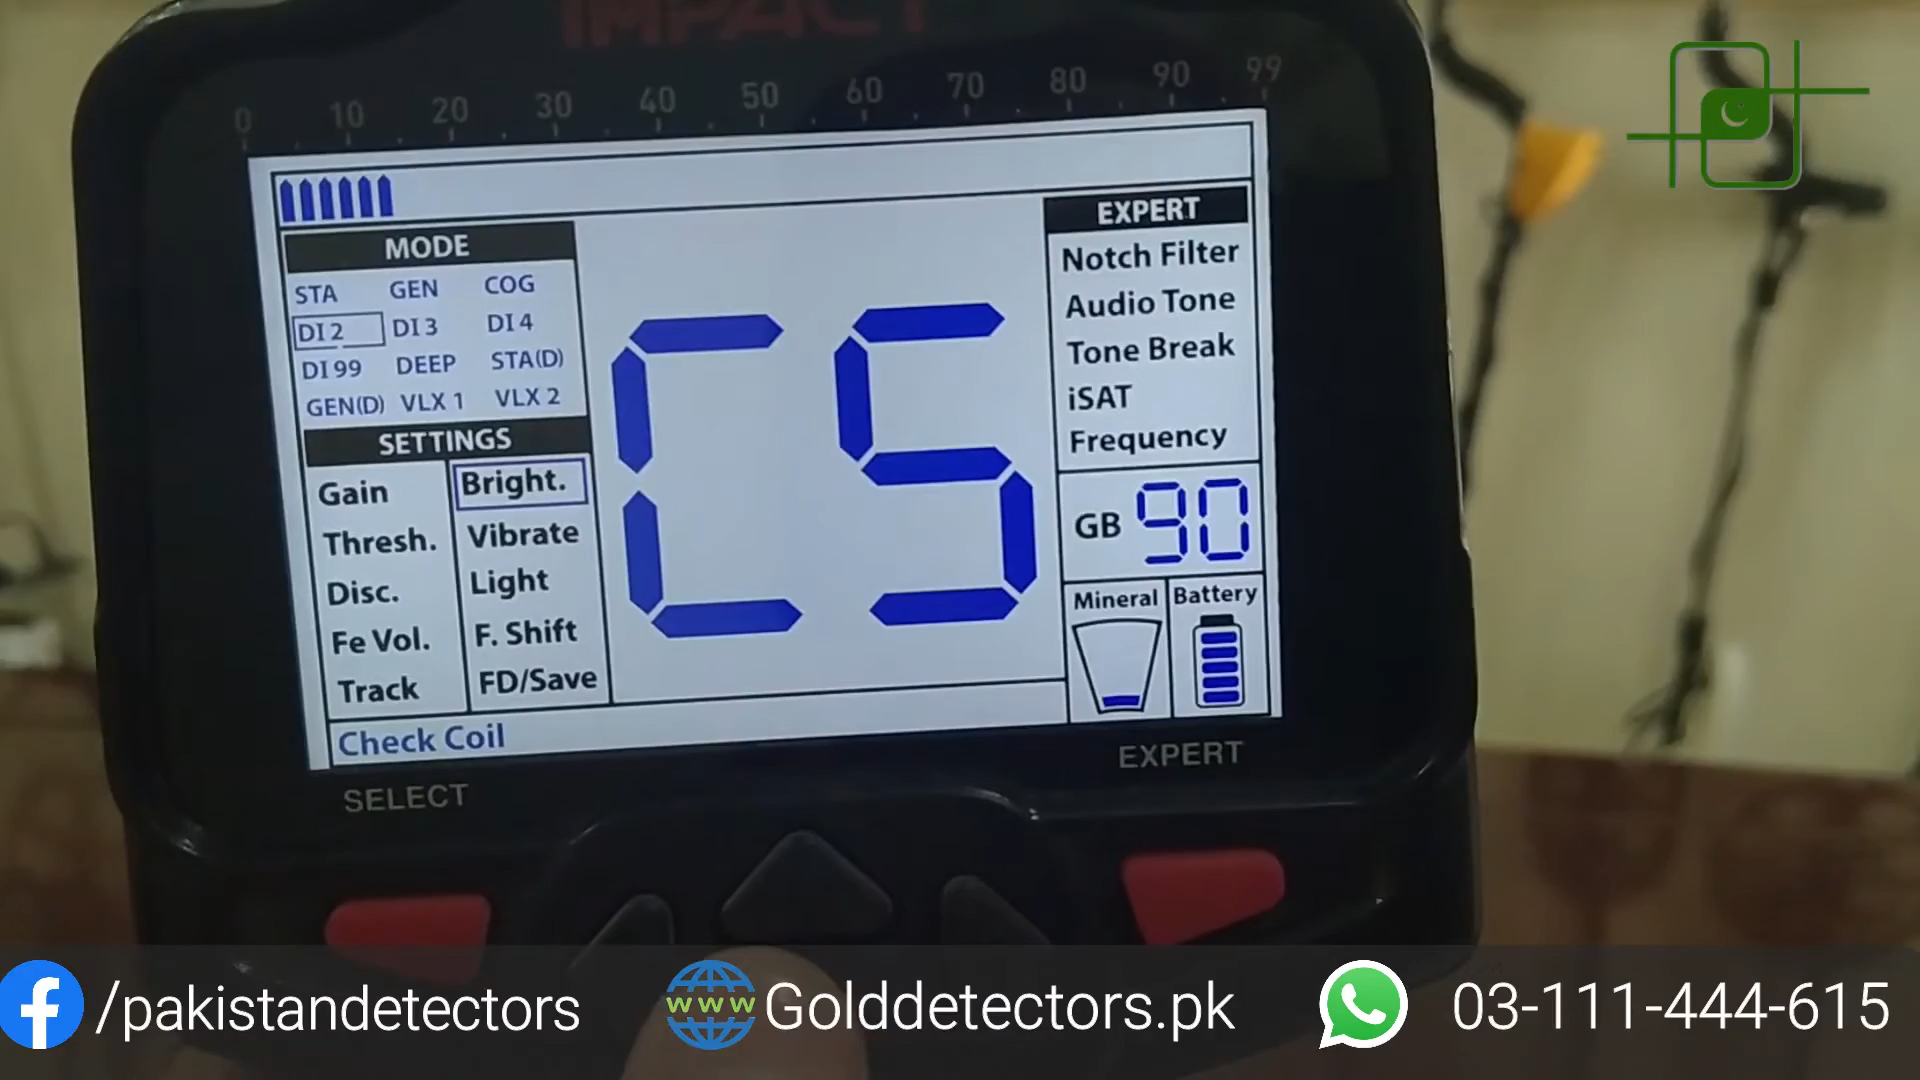 IMPACT
0 10 20 30 40 50 60 70 80 90 99
MODE
STA GEN COG
DI 2 DI 3 DI 4
DI 99 DEEP STA(D)
GEN(D) VLX 1 VLX 2
SETTINGS
Gain Bright.
Thresh. Vibrate
Disc. Light
Fe Vol. F. Shift
Track FD/Save
Check Coil
C5
EXPERT
Notch Filter
Audio Tone
Tone Break
iSAT
Frequency
GB 90
Mineral Battery
SELECT
EXPERT
/pakistandetectors
www
Golddetectors.pk
03-111-444-615